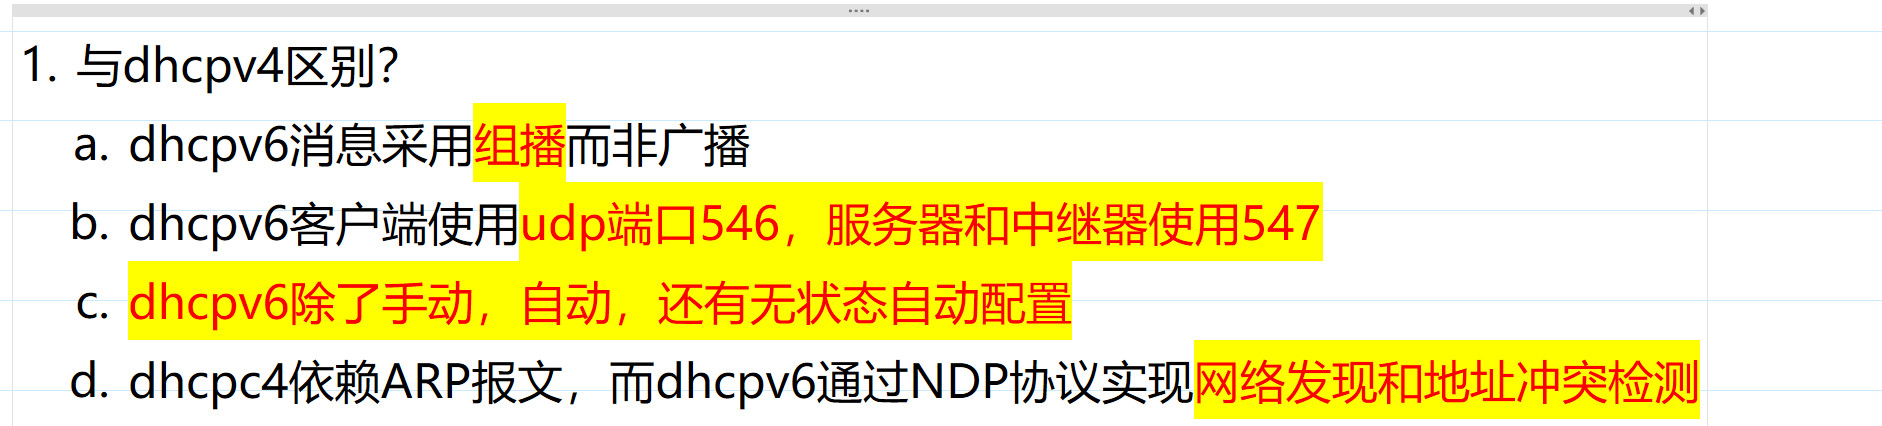 1. 与dhcpv4区别？
a. dhcpv6消息采用组播而非广播
b. dhcpv6客户端使用udp端口546，服务器和中继器使用547
c. dhcpv6除了手动，自动，还有无状态自动配置
d. dhcpc4依赖ARP报文，而dhcpv6通过NDP协议实现网络发现和地址冲突检测